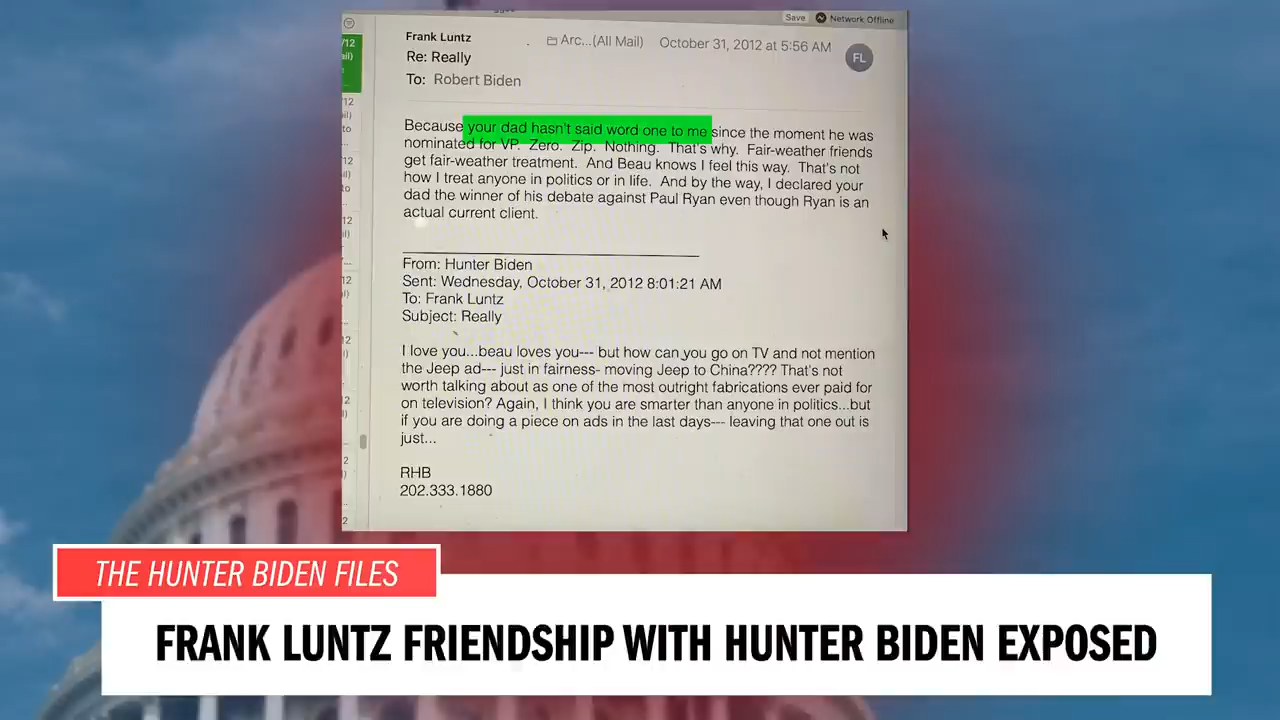 Save Network Offline
Frank Luntz Arc...(All Mail) October 31, 2012 at 5:56 AM
FL
Re: Really
To: Robert Biden
Because your dad hasn't said word one to me since the moment he was
nominated for VP. Zero. Zip. Nothing. That's why. Fair-weather friends
get fair-weather treatment. And Beau knows I feel this way. That's not
how I treat anyone in politics or in life. And by the way, I declared your
dad the winner of his debate against Paul Ryan even though Ryan is an
actual current client.
From: Hunter Biden
Sent: Wednesday, October 31, 2012 8:01:21 AM
To: Frank Luntz
Subject: Really
I love you...beau loves you--- but how can you go on TV and not mention
the Jeep ad--- just in fairness- moving Jeep to China???? That's not
worth talking about as one of the most outright fabrications ever paid for
on television? Again, I think you are smarter than anyone in politics...but
if you are doing a piece on ads in the last days--- leaving that one out is
just...
RHB
202.333.1880
THE HUNTER BIDEN FILES
FRANK LUNTZ FRIENDSHIP WITH HUNTER BIDEN EXPOSED